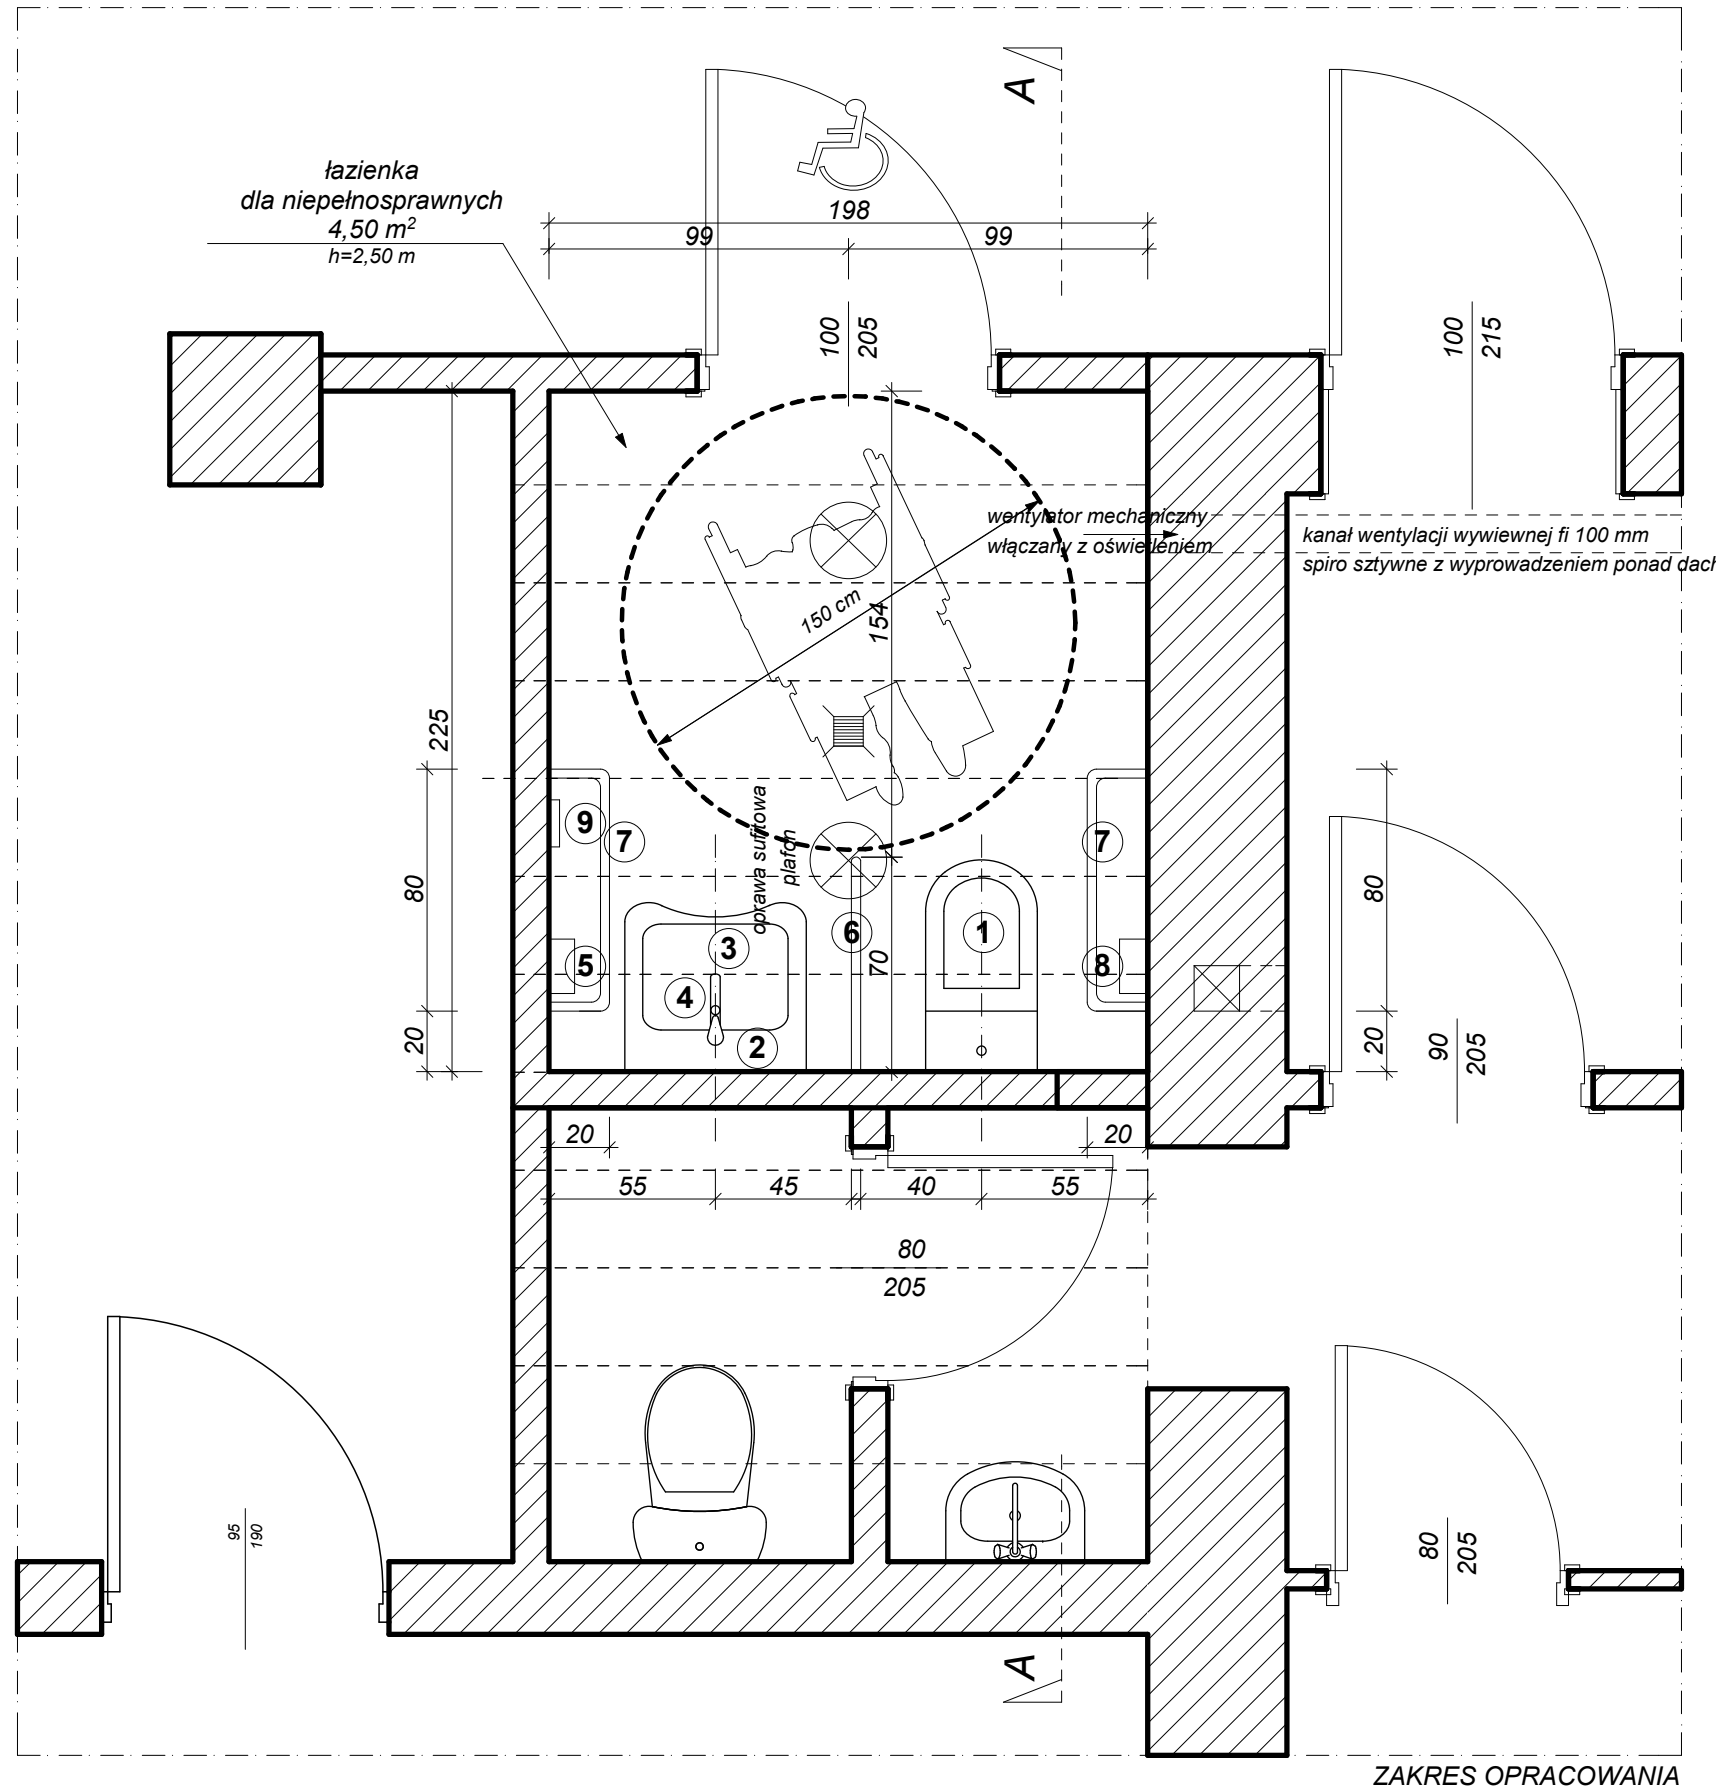 A
łazienka
dla niepełnosprawnych
4,50 m²
h=2,50 m
198
99
99
100
205
100
215
wentylator mechaniczny
włączany z oświetleniem
kanał wentylacji wywiewnej fi 100 mm
spiro sztywne z wyprowadzeniem ponad dach
150 cm
154
225
oprawa sufitowa
plafon
9
7
7
80
80
3
6
1
5
70
8
4
2
20
20
90
205
20
20
55
45
40
55
80
205
95
190
80
205
A
ZAKRES OPRACOWANIA